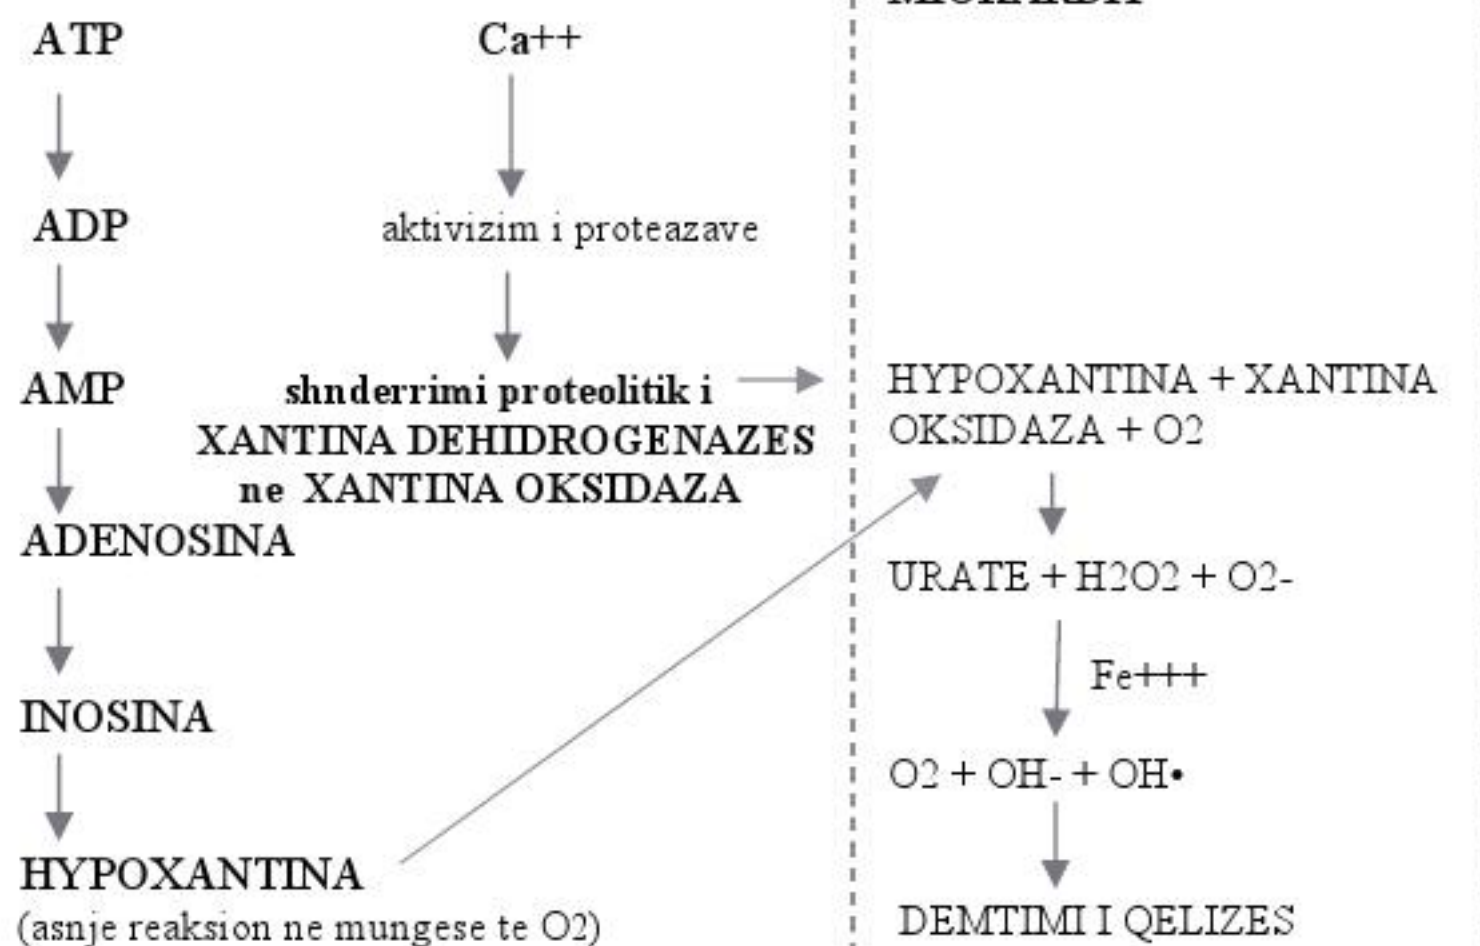 ATP
ADP
AMP
ADENOSINA
INOSINA
HYPOXANTINA
(asnje reaksion ne mungese te O2)
Ca++
aktivizim i proteazave
shnderrimi proteolitik i
XANTINA DEHIDROGENAZES
ne XANTINA OKSIDAZA
HYPOXANTINA + XANTINA
OKSIDAZA + O2
URATE + H2O2 + O2-
Fe+++
O2 + OH- + OH•
DEMTIMI I QELIZES